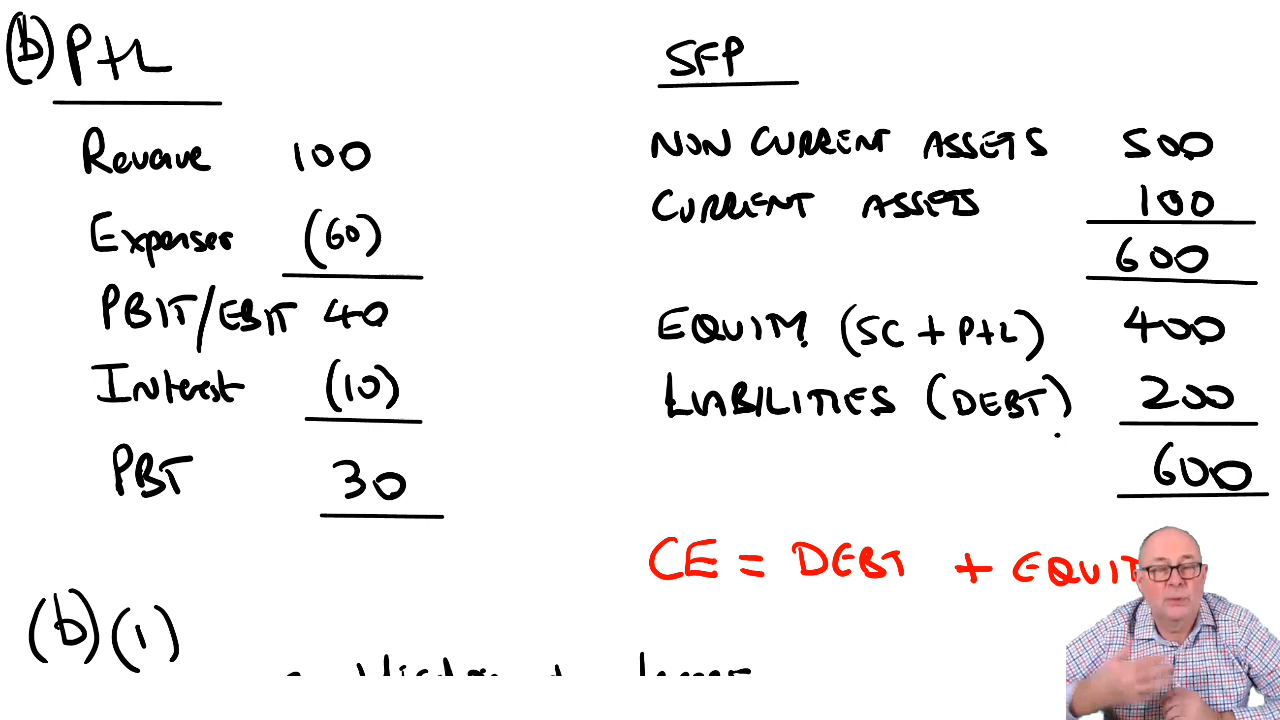 (b) P+L
Revenue 100
Expenses (60)
PBIT/EBIT 40
Interest (10)
PBT 30
(b)(1)
SFP
NON CURRENT ASSETS 500
CURRENT ASSETS 100
600
EQUITY (SC + P+L) 400
LIABILITIES (DEBT) 200
600
CE = DEBT + EQUIT